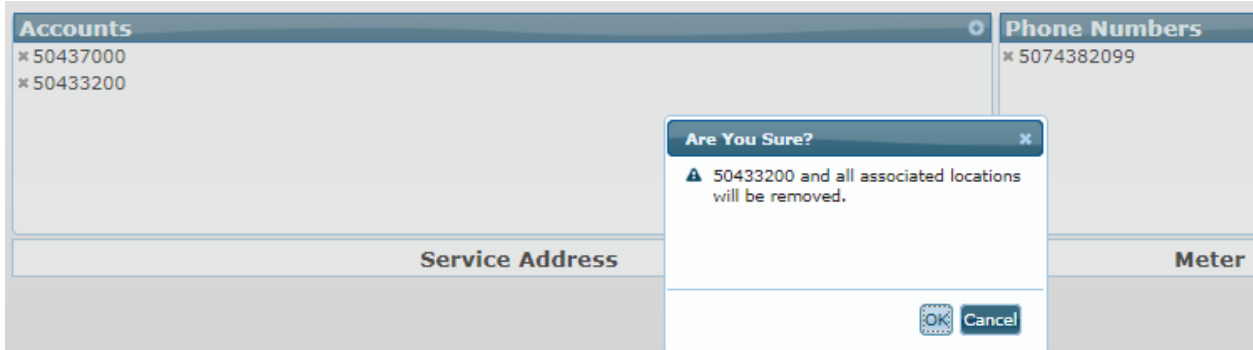 Accounts
Phone Numbers
50437000
5074382099
50433200
Are You Sure?
50433200 and all associated locations
will be removed.
Service Address
Meter
OK
Cancel